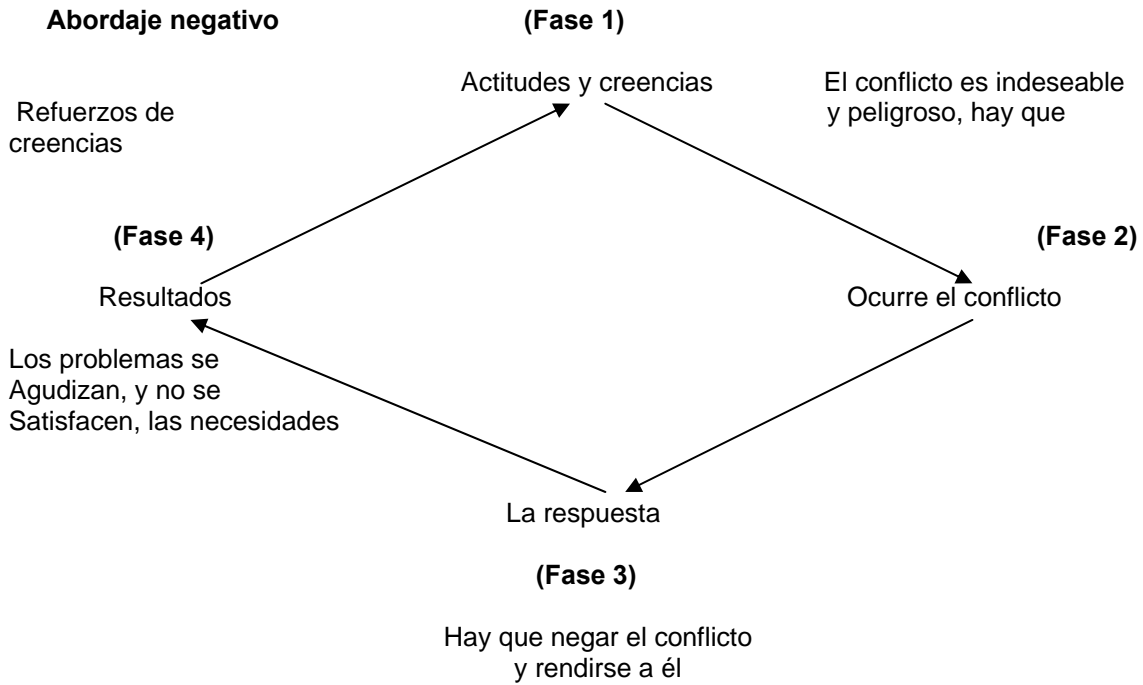 Abordaje negativo
(Fase 1)
Actitudes y creencias
El conflicto es indeseable
y peligroso, hay que
Refuerzos de
creencias
(Fase 4)
(Fase 2)
Resultados
Ocurre el conflicto
Los problemas se
Agudizan, y no se
Satisfacen, las necesidades
La respuesta
(Fase 3)
Hay que negar el conflicto
y rendirse a él